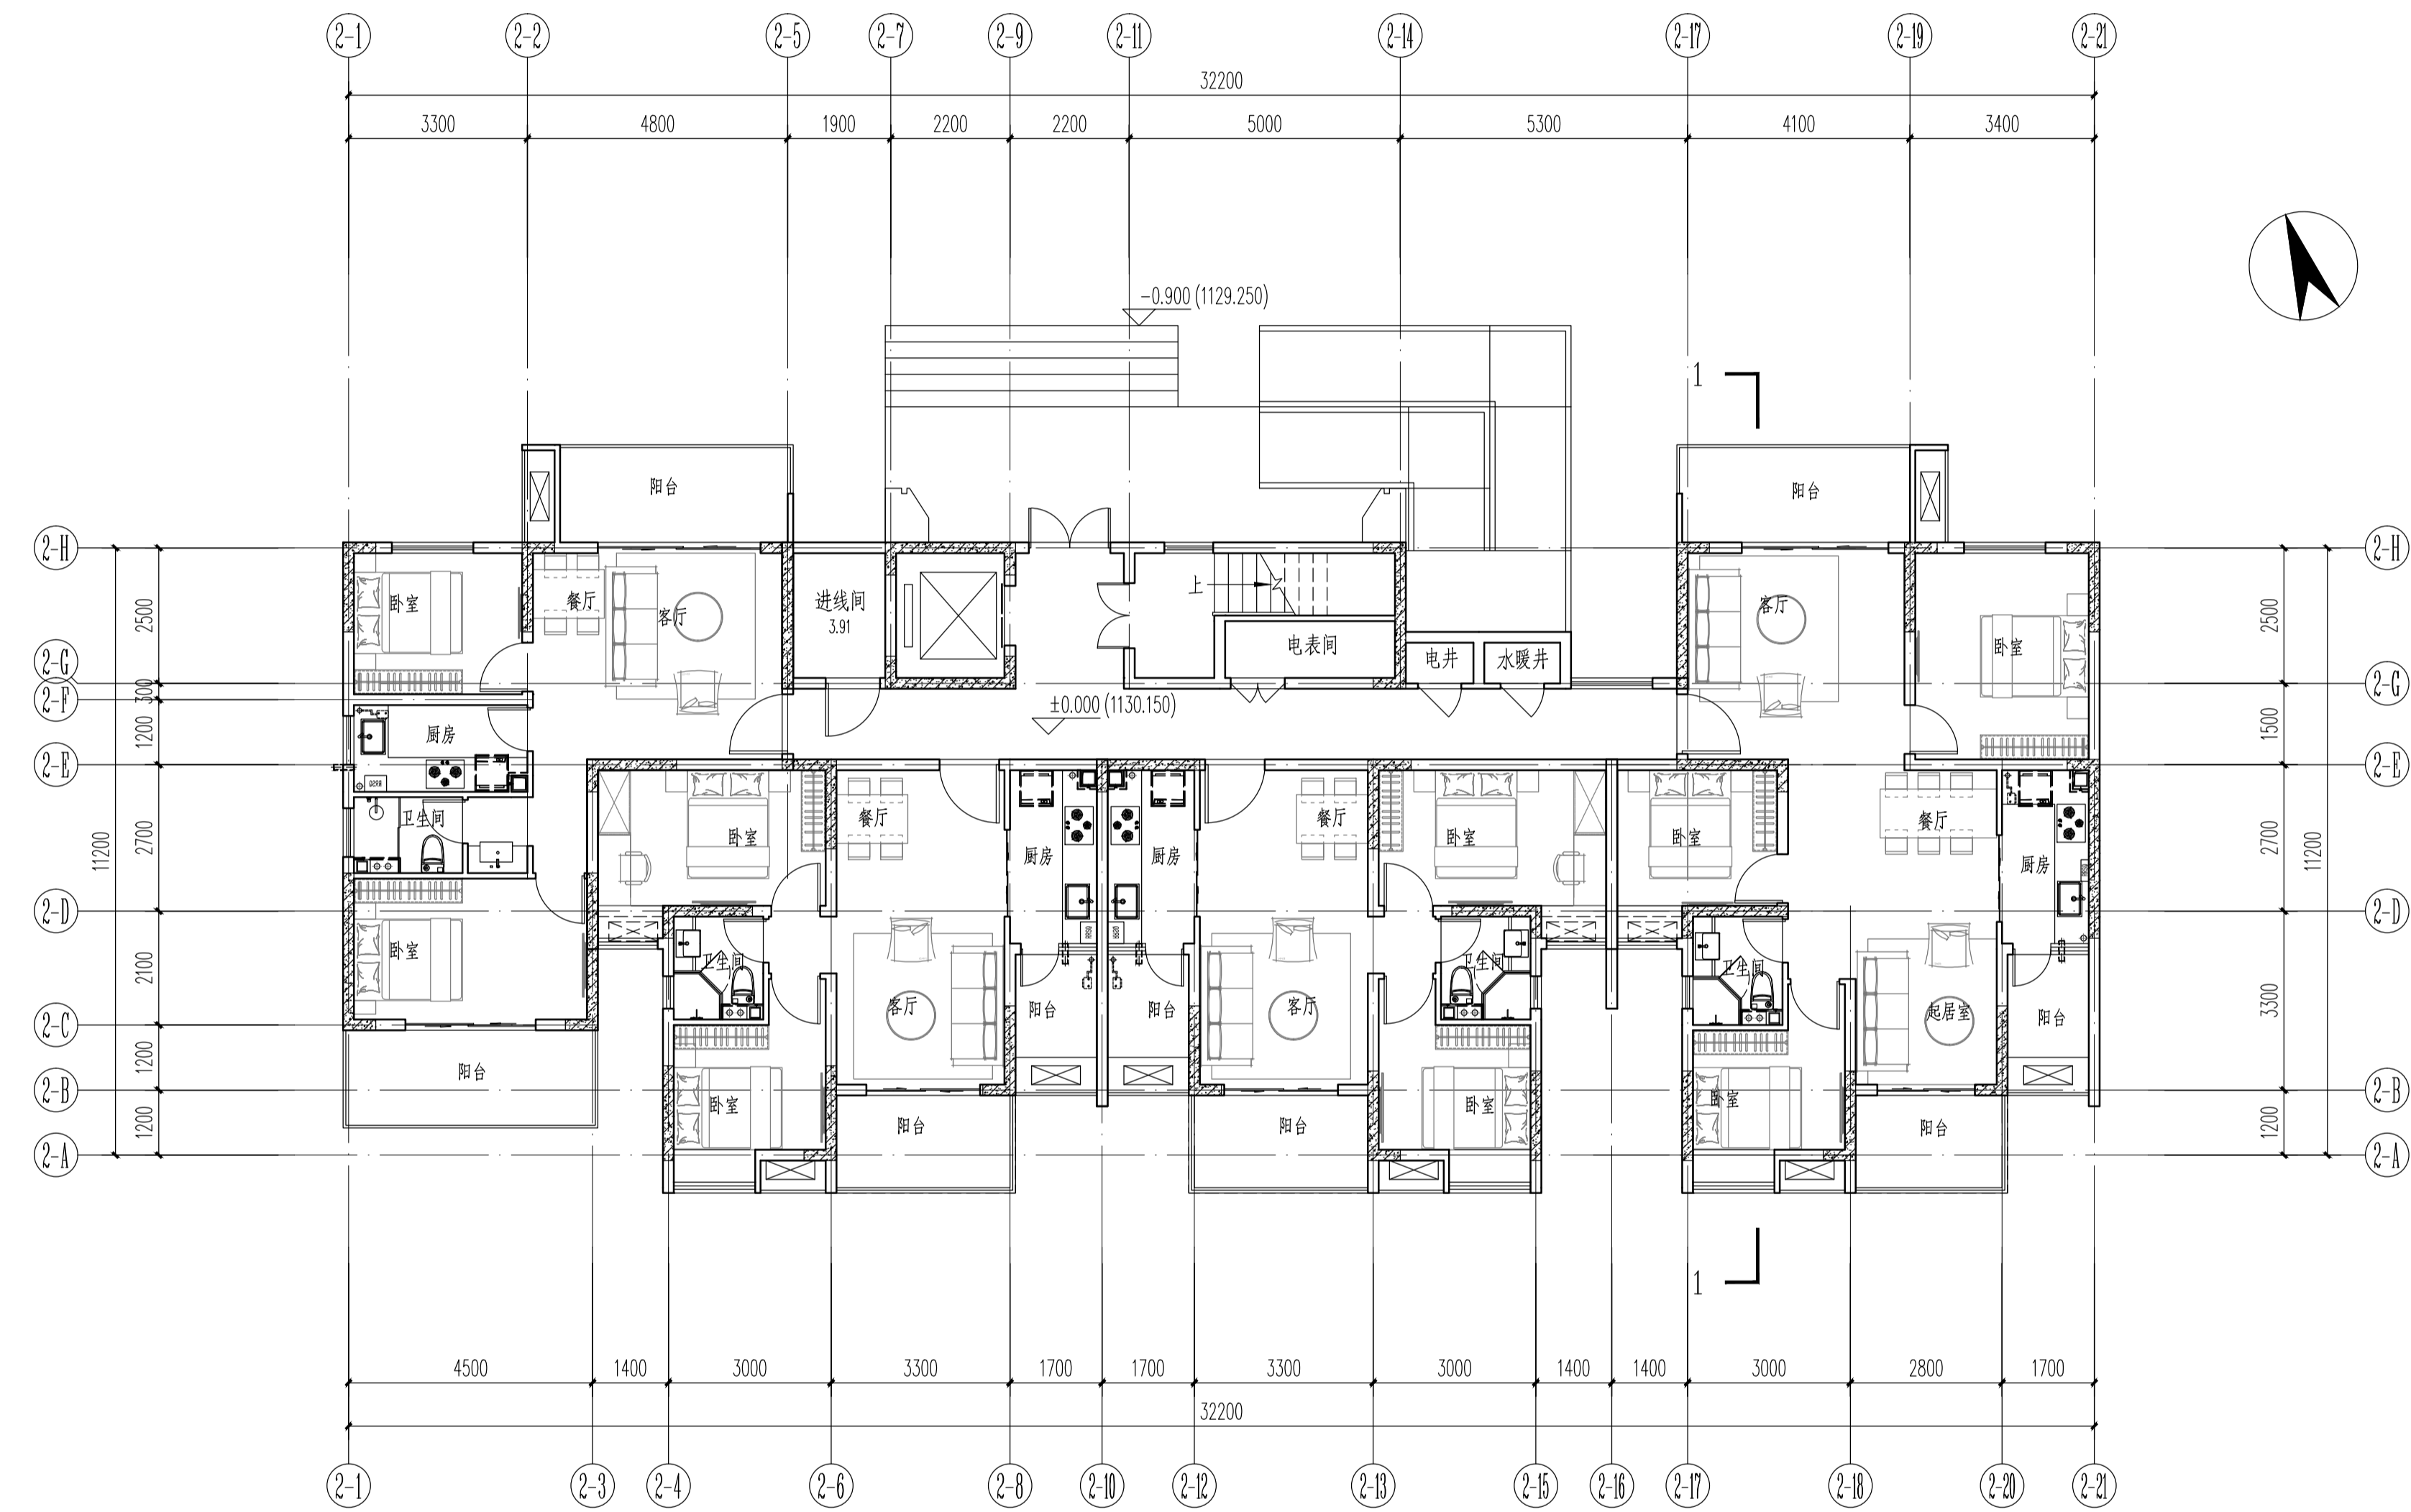 2-1 2-2 2-5 2-7 2-9 2-11 2-14 2-17 2-19 2-21
32200
3300 4800 1900 2200 2200 5000 5300 4100 3400
-0.900 (1129.250)
1
阳台 阳台
2-H 2-H
2500 卧室 餐厅 客厅 进线间 上 客厅 卧室 2500
3.91
电表间 电井 水暖井
2-G 2-G
300
2-F
±0.000 (1130.150)
1200 厨房 1500
2-E 2-E
11200 2700 卫生间 卧室 餐厅 厨房 厨房 餐厅 卧室 卧室 餐厅 厨房 2700 11200
2-D 2-D
2100 卧室 卫生间 卫生间 卫生间
客厅 阳台 阳台 客厅 起居室 阳台 3300
2-C
1200 阳台
2-B 2-B
1200 卧室 阳台 阳台 卧室 卧室 阳台 1200
2-A 2-A
1
4500 1400 3000 3300 1700 1700 3300 3000 1400 1400 3000 2800 1700
32200
2-1 2-3 2-4 2-6 2-8 2-10 2-12 2-13 2-15 2-16 2-17 2-18 2-20 2-21